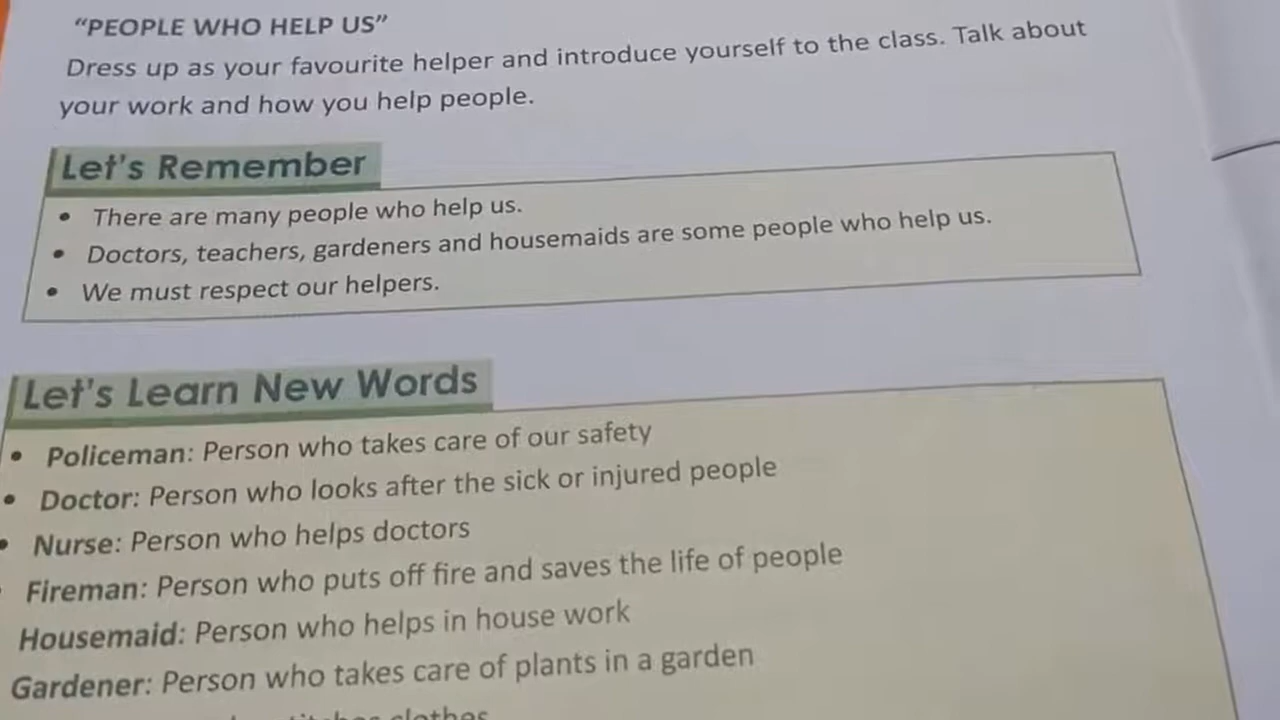 “PEOPLE WHO HELP US”
Dress up as your favourite helper and introduce yourself to the class. Talk about
your work and how you help people.
Let's Remember
• There are many people who help us.
• Doctors, teachers, gardeners and housemaids are some people who help us.
• We must respect our helpers.
Let's Learn New Words
• Policeman: Person who takes care of our safety
• Doctor: Person who looks after the sick or injured people
• Nurse: Person who helps doctors
Fireman: Person who puts off fire and saves the life of people
Housemaid: Person who helps in house work
Gardener: Person who takes care of plants in a garden
stitches clothes